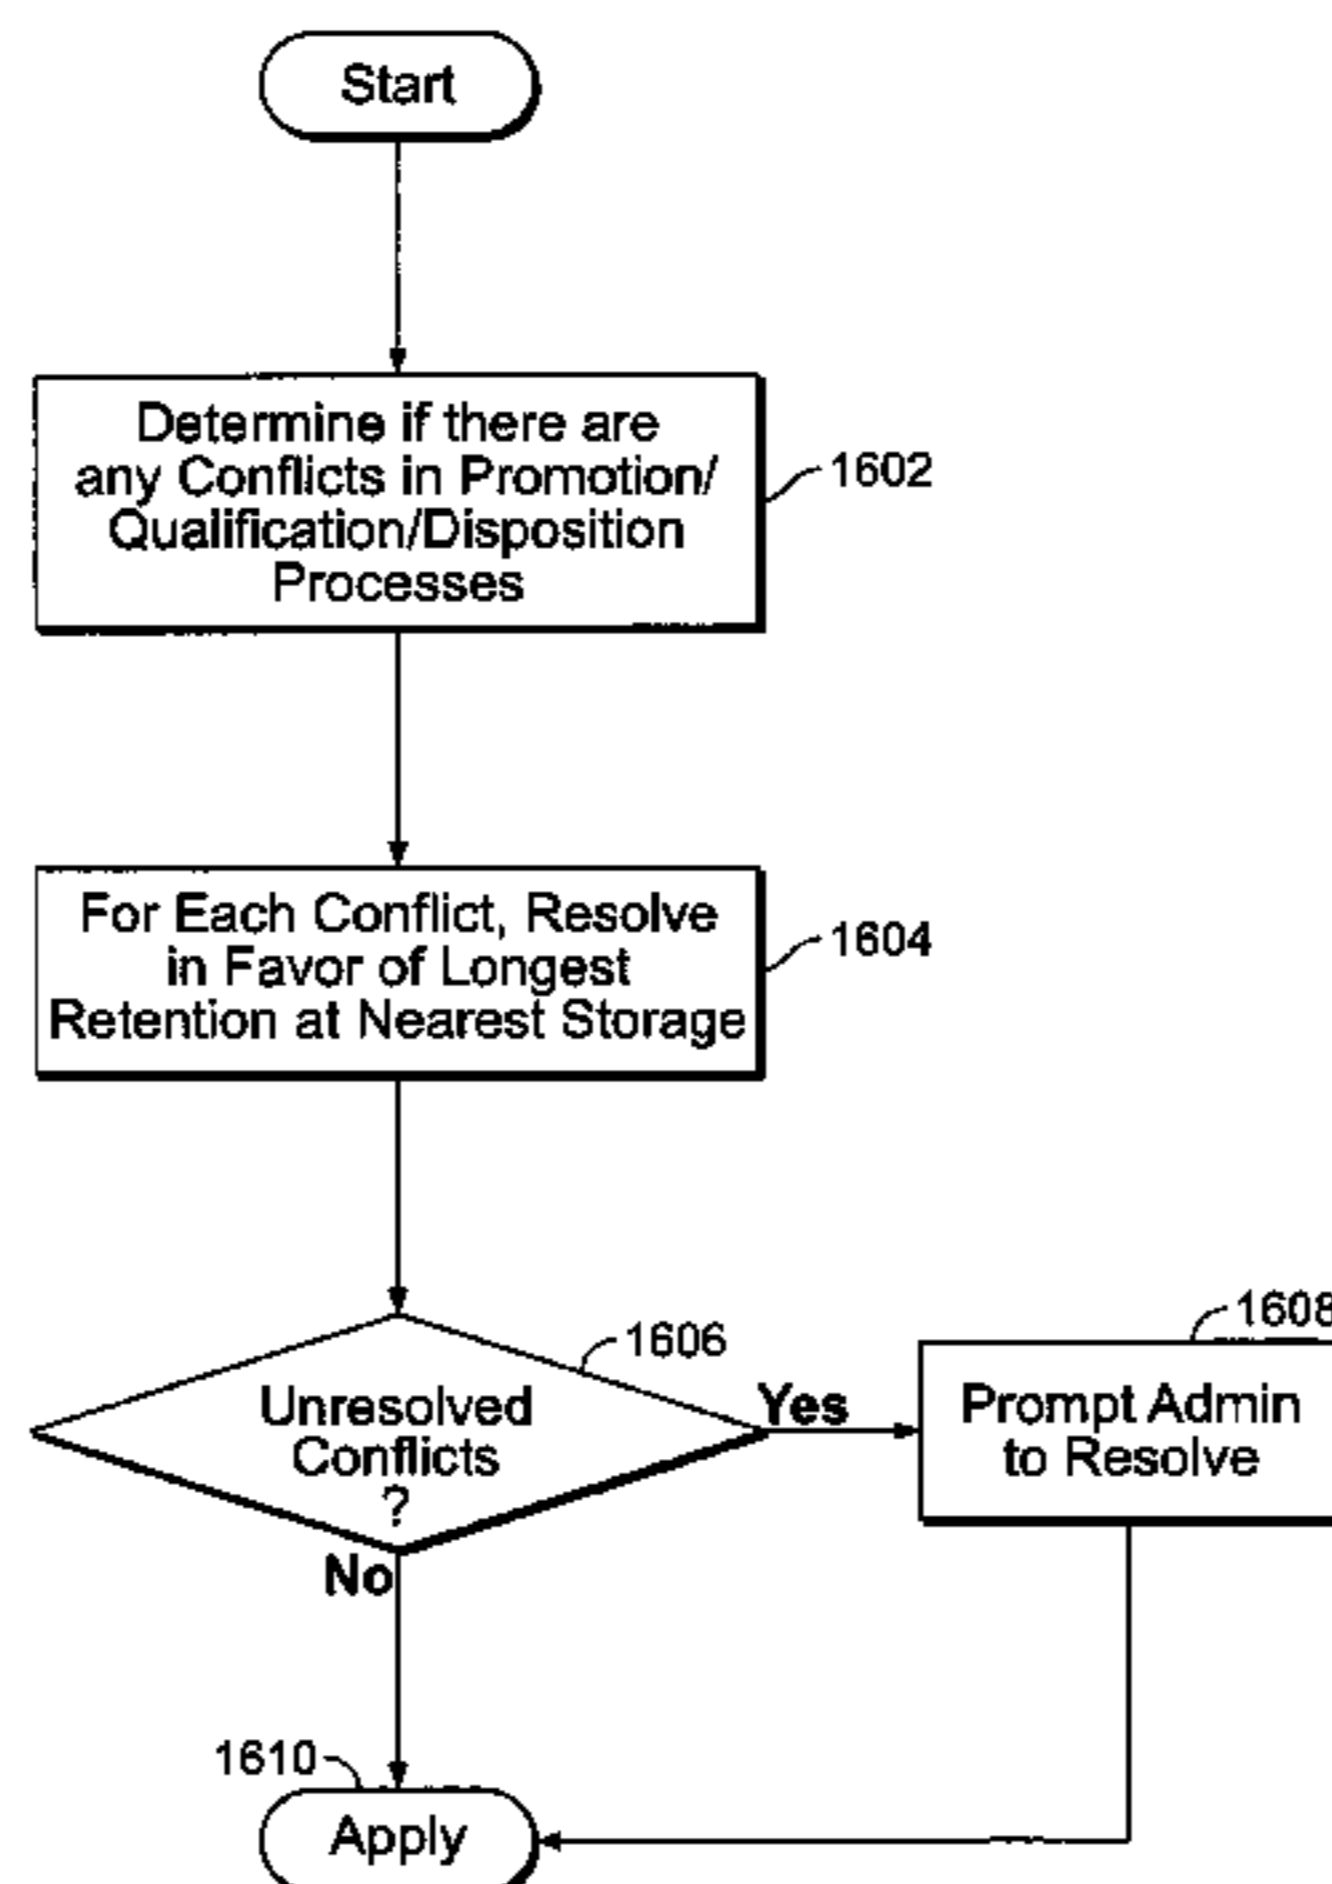 Start
Determine if there are
any Conflicts in Promotion/
Qualification/Disposition
Processes
1602
For Each Conflict, Resolve
in Favor of Longest
Retention at Nearest Storage
1604
1606
Unresolved
Conflicts
?
Yes
No
1608
Prompt Admin
to Resolve
1610
Apply